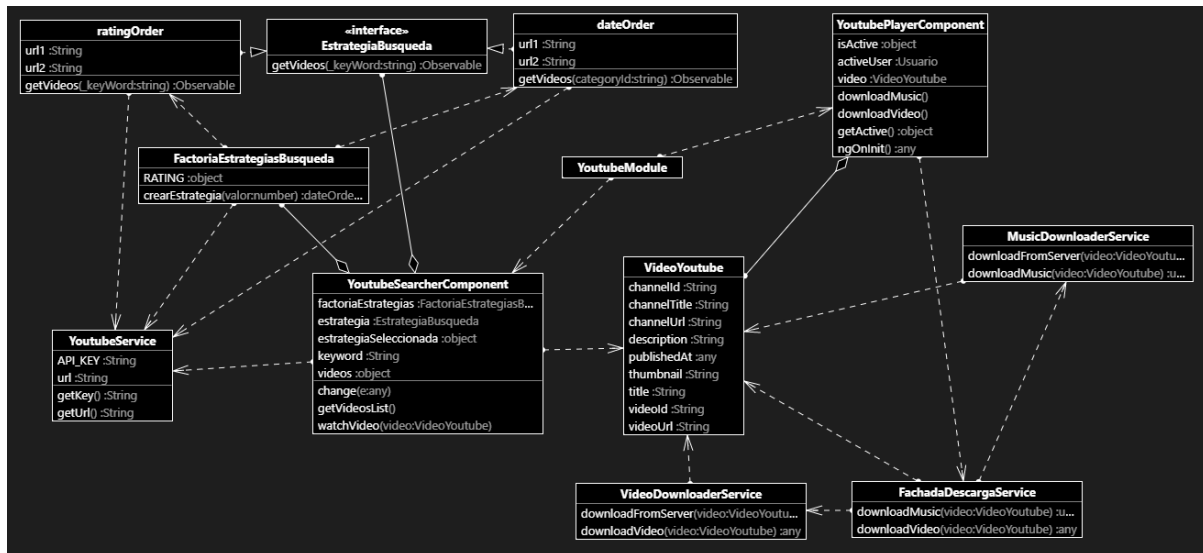 ratingOrder
url1 :String
url2 :String
getVideos(_keyWord:string) :Observable
«interface»
EstrategiaBusqueda
getVideos(_keyWord:string) :Observable
dateOrder
url1 :String
url2 :String
getVideos(categoryId:string) :Observable
YoutubePlayerComponent
isActive :object
activeUser :Usuario
video :VideoYoutube
downloadMusic()
downloadVideo()
getActive() :object
ngOnInit() :any
FactoriaEstrategiasBusqueda
RATING :object
crearEstrategia(valor:number) :dateOrde...
YoutubeModule
MusicDownloaderService
downloadFromServer(video:VideoYoutu...
downloadMusic(video:VideoYoutube) :u...
YoutubeSearcherComponent
factoriaEstrategias :FactoriaEstrategiasB...
estrategia :EstrategiaBusqueda
estrategiaSeleccionada :object
keyword :String
videos :object
change(e:any)
getVideosList()
watchVideo(video:VideoYoutube)
VideoYoutube
channelId :String
channelTitle :String
channelUrl :String
description :String
publishedAt :any
thumbnail :String
title :String
videoId :String
videoUrl :String
YoutubeService
API_KEY :String
url :String
getKey() :String
getUrl() :String
VideoDownloaderService
downloadFromServer(video:VideoYoutu...
downloadVideo(video:VideoYoutube) :any
FachadaDescargaService
downloadMusic(video:VideoYoutube) :u...
downloadVideo(video:VideoYoutube) :any